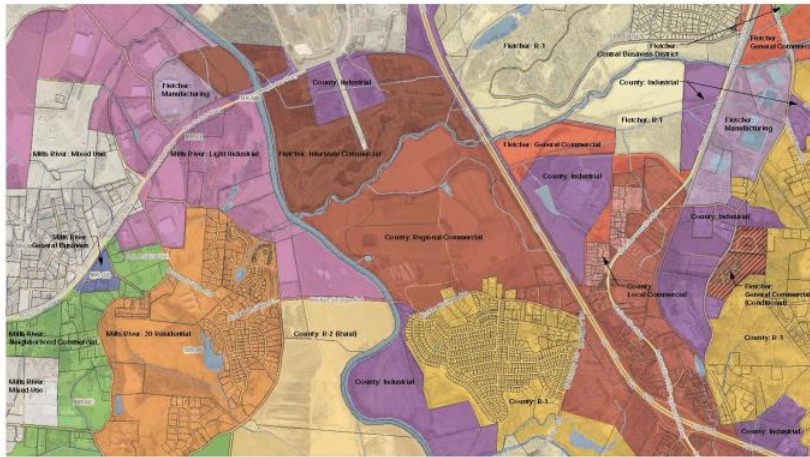 Fletcher: R-1
Fletcher:
Central Business District
Fletcher:
General Commercial
County: Industrial
County: Industrial
Fletcher:
Manufacturing
Fletcher: R-1
Fletcher:
Manufacturing
Mills River: Mixed Use
Mills River: Light Industrial
Fletcher: Interstate Commercial
Fletcher: General Commercial
County: Industrial
County: Industrial
Mills River:
General Business
County: Regional Commercial
County:
Local Commercial
Fletcher:
General Commercial
(Conditional)
Mills River:
Neighborhood Commercial
Mills River: 30 Residential
County: R-2 (Rural)
County: R-1
Mills River:
Mixed Use
County: Industrial
County: R-1
County: Industrial